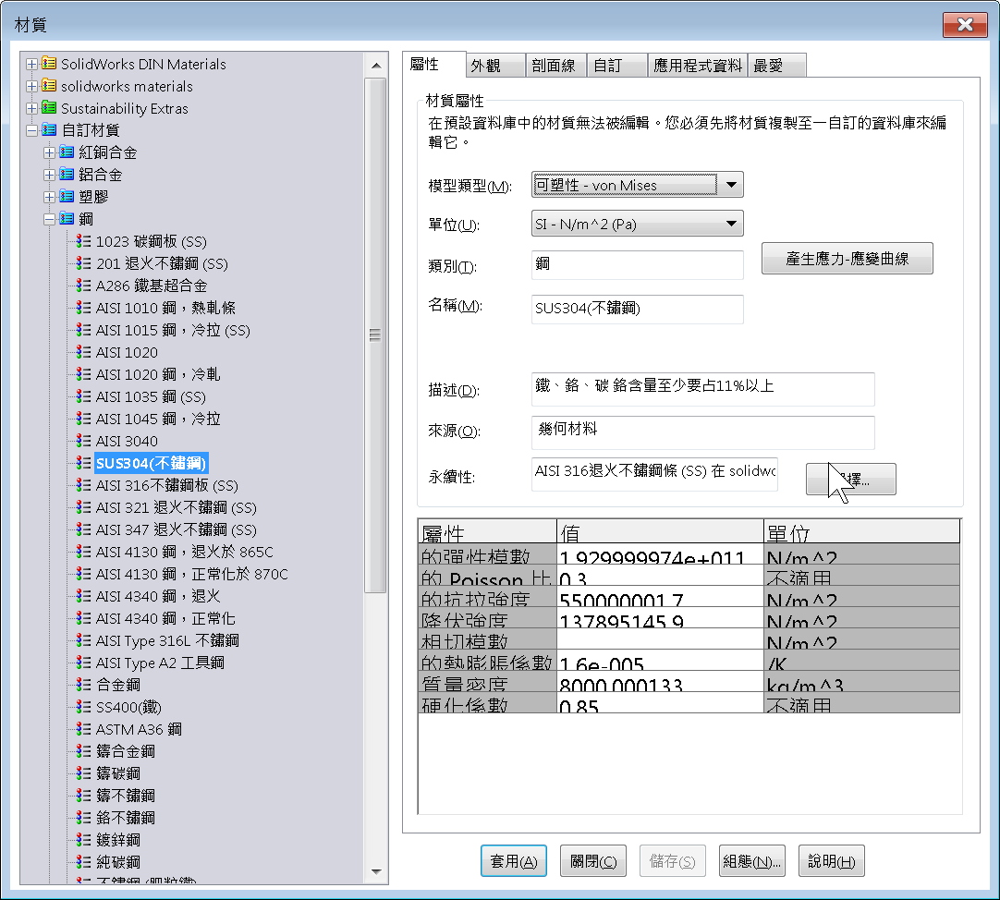 材質
SolidWorks DIN Materials
solidworks materials
Sustainability Extras
自訂材質
紅銅合金
鋁合金
塑膠
鋼
1023 碳鋼板 (SS)
201 退火不鏽鋼 (SS)
A286 鐵基超合金
AISI 1010 鋼，熱軋條
AISI 1015 鋼，冷拉 (SS)
AISI 1020
AISI 1020 鋼，冷軋
AISI 1035 鋼 (SS)
AISI 1045 鋼，冷拉
AISI 3040
SUS304(不鏽鋼)
AISI 316不鏽鋼板 (SS)
AISI 321 退火不鏽鋼 (SS)
AISI 347 退火不鏽鋼 (SS)
AISI 4130 鋼，退火於 865C
AISI 4130 鋼，正常化於 870C
AISI 4340 鋼，退火
AISI 4340 鋼，正常化
AISI Type 316L 不鏽鋼
AISI Type A2 工具鋼
合金鋼
SS400(鐵)
ASTM A36 鋼
鑄合金鋼
鑄碳鋼
鑄不鏽鋼
鉻不鏽鋼
鍍鋅鋼
純碳鋼
不鏽鋼 (肥粒鐵)
屬性 外觀 剖面線 自訂 應用程式資料 最愛
材質屬性
在預設資料庫中的材質無法被編輯。您必須先將材質複製至一自訂的資料庫來編
輯它。
模型類型(M): 可塑性 - von Mises
單位(U): SI - N/m^2 (Pa)
類別(T): 鋼 產生應力-應變曲線
名稱(M): SUS304(不鏽鋼)
描述(D): 鐵、鉻、碳 鉻含量至少要占11%以上
來源(O): 幾何材料
永續性: AISI 316退火不鏽鋼條 (SS) 在 solidwo 擇...
屬性 值 單位
的彈性模數 1.929999974e+011 N/m^2
的 Poisson 比 0.3 不適用
的抗拉強度 550000001.7 N/m^2
降伏強度 137895145.9 N/m^2
相切模數 N/m^2
的熱膨脹係數 1.6e-005 /K
質量密度 8000.000133 kg/m^3
硬化係數 0.85 不適用
套用(A) 關閉(C) 儲存(S) 組態(N)... 說明(H)